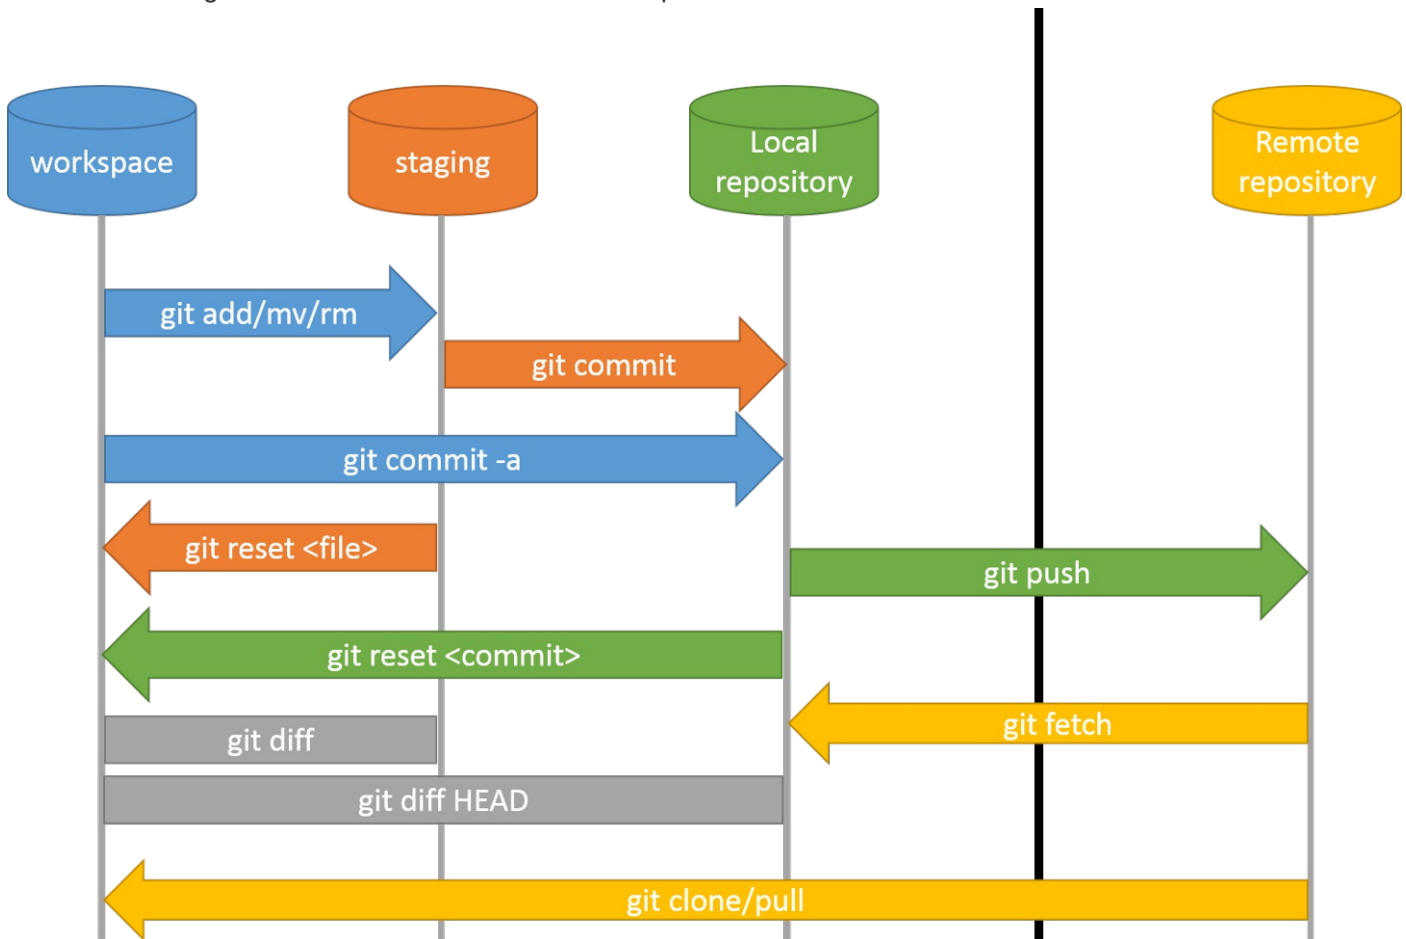 workspace
staging
Local
repository
Remote
repository
git add/mv/rm
git commit
git commit -a
git reset <file>
git push
git reset <commit>
git fetch
git diff
git diff HEAD
git clone/pull